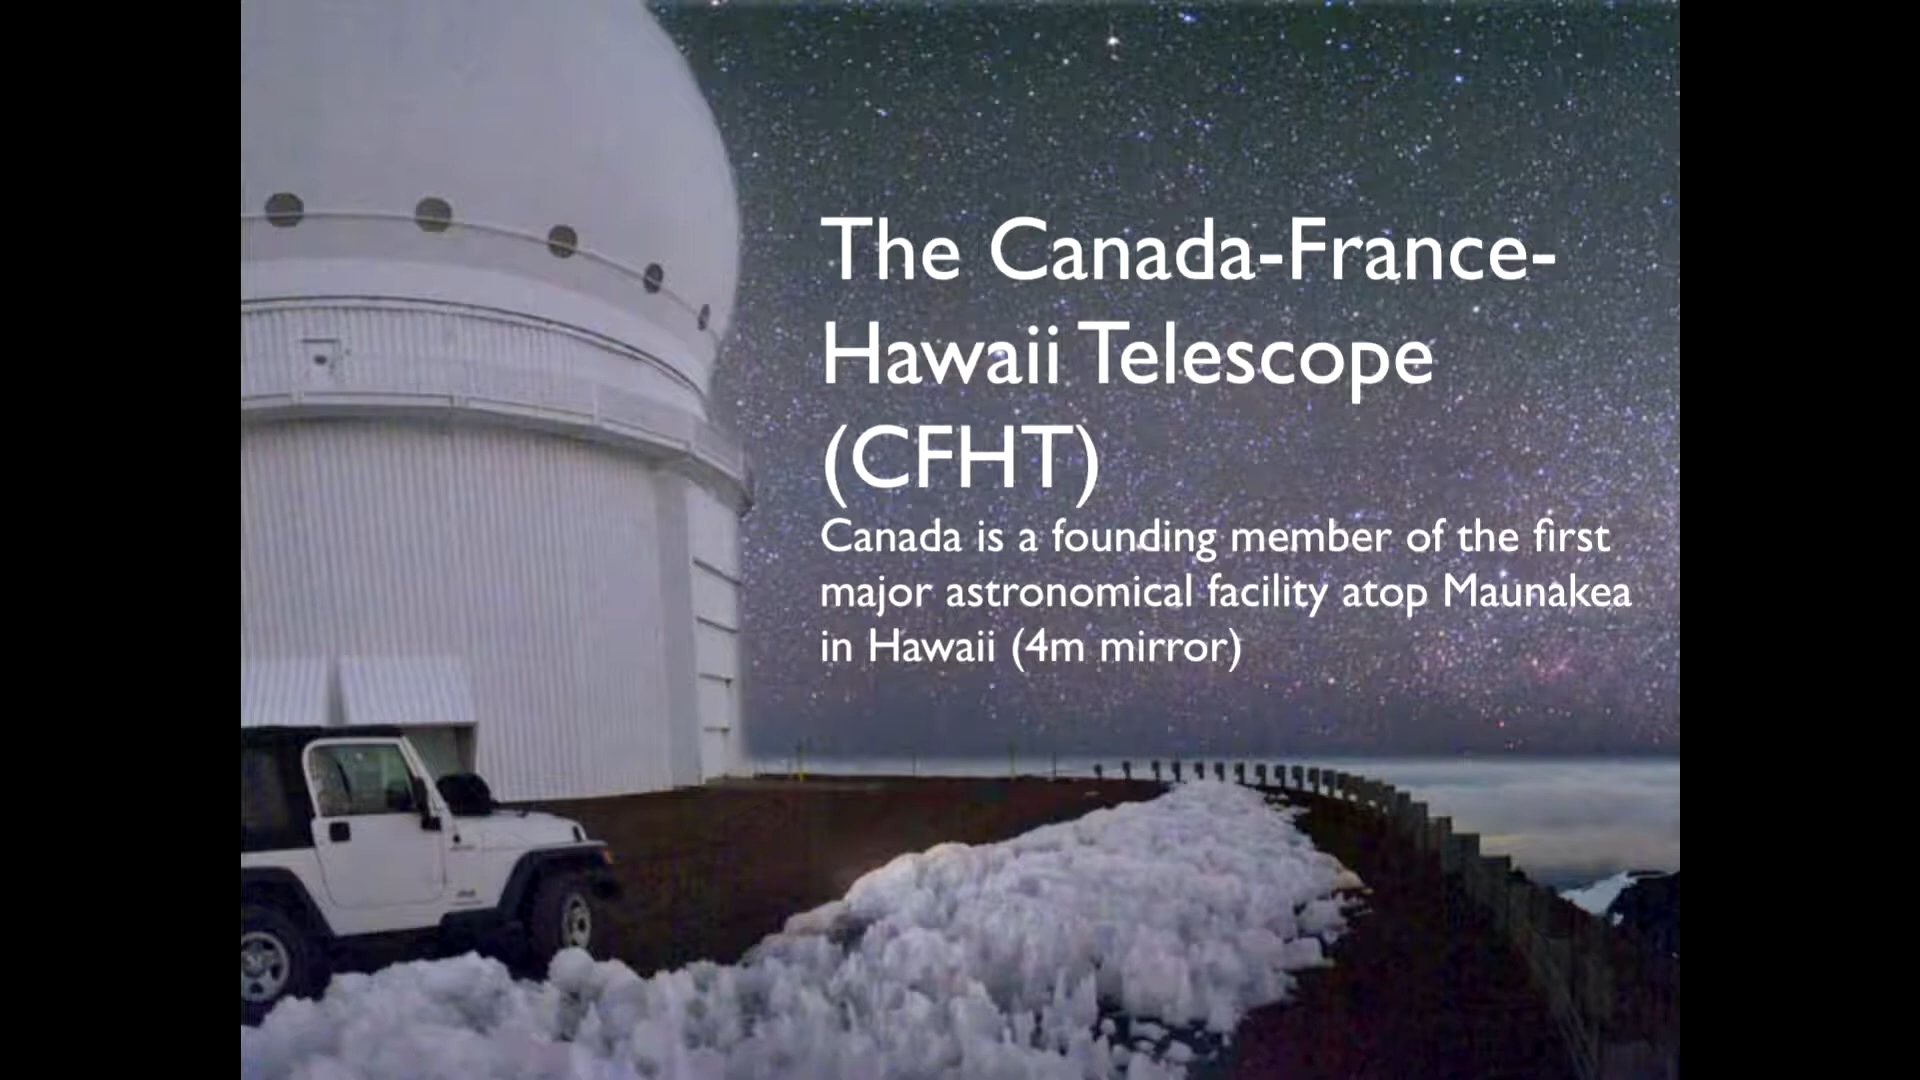 The Canada-France-
Hawaii Telescope
(CFHT)
Canada is a founding member of the first
major astronomical facility atop Maunakea
in Hawaii (4m mirror)